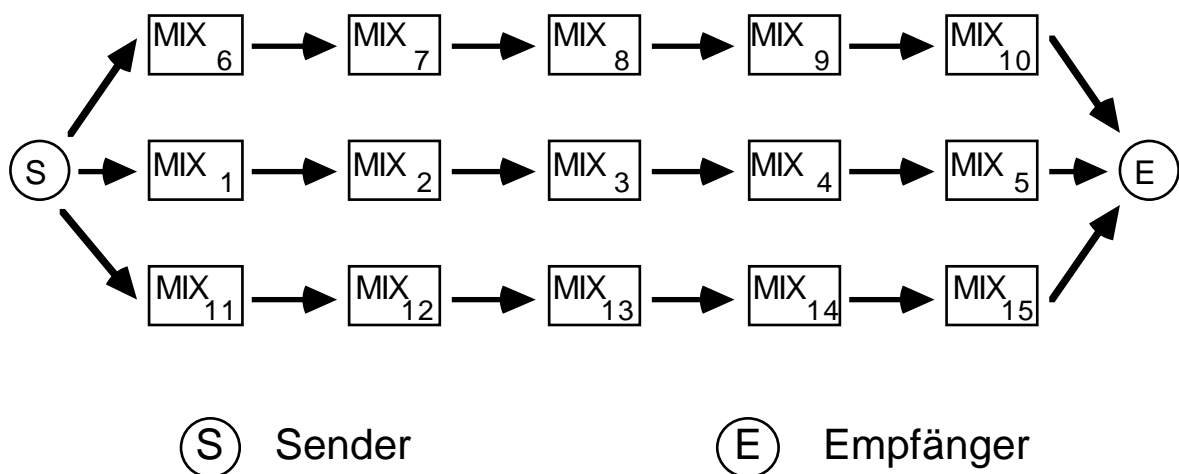 MIX 6 MIX 7 MIX 8 MIX 9 MIX 10
S MIX 1 MIX 2 MIX 3 MIX 4 MIX 5 E
MIX 11 MIX 12 MIX 13 MIX 14 MIX 15
S Sender E Empfänger